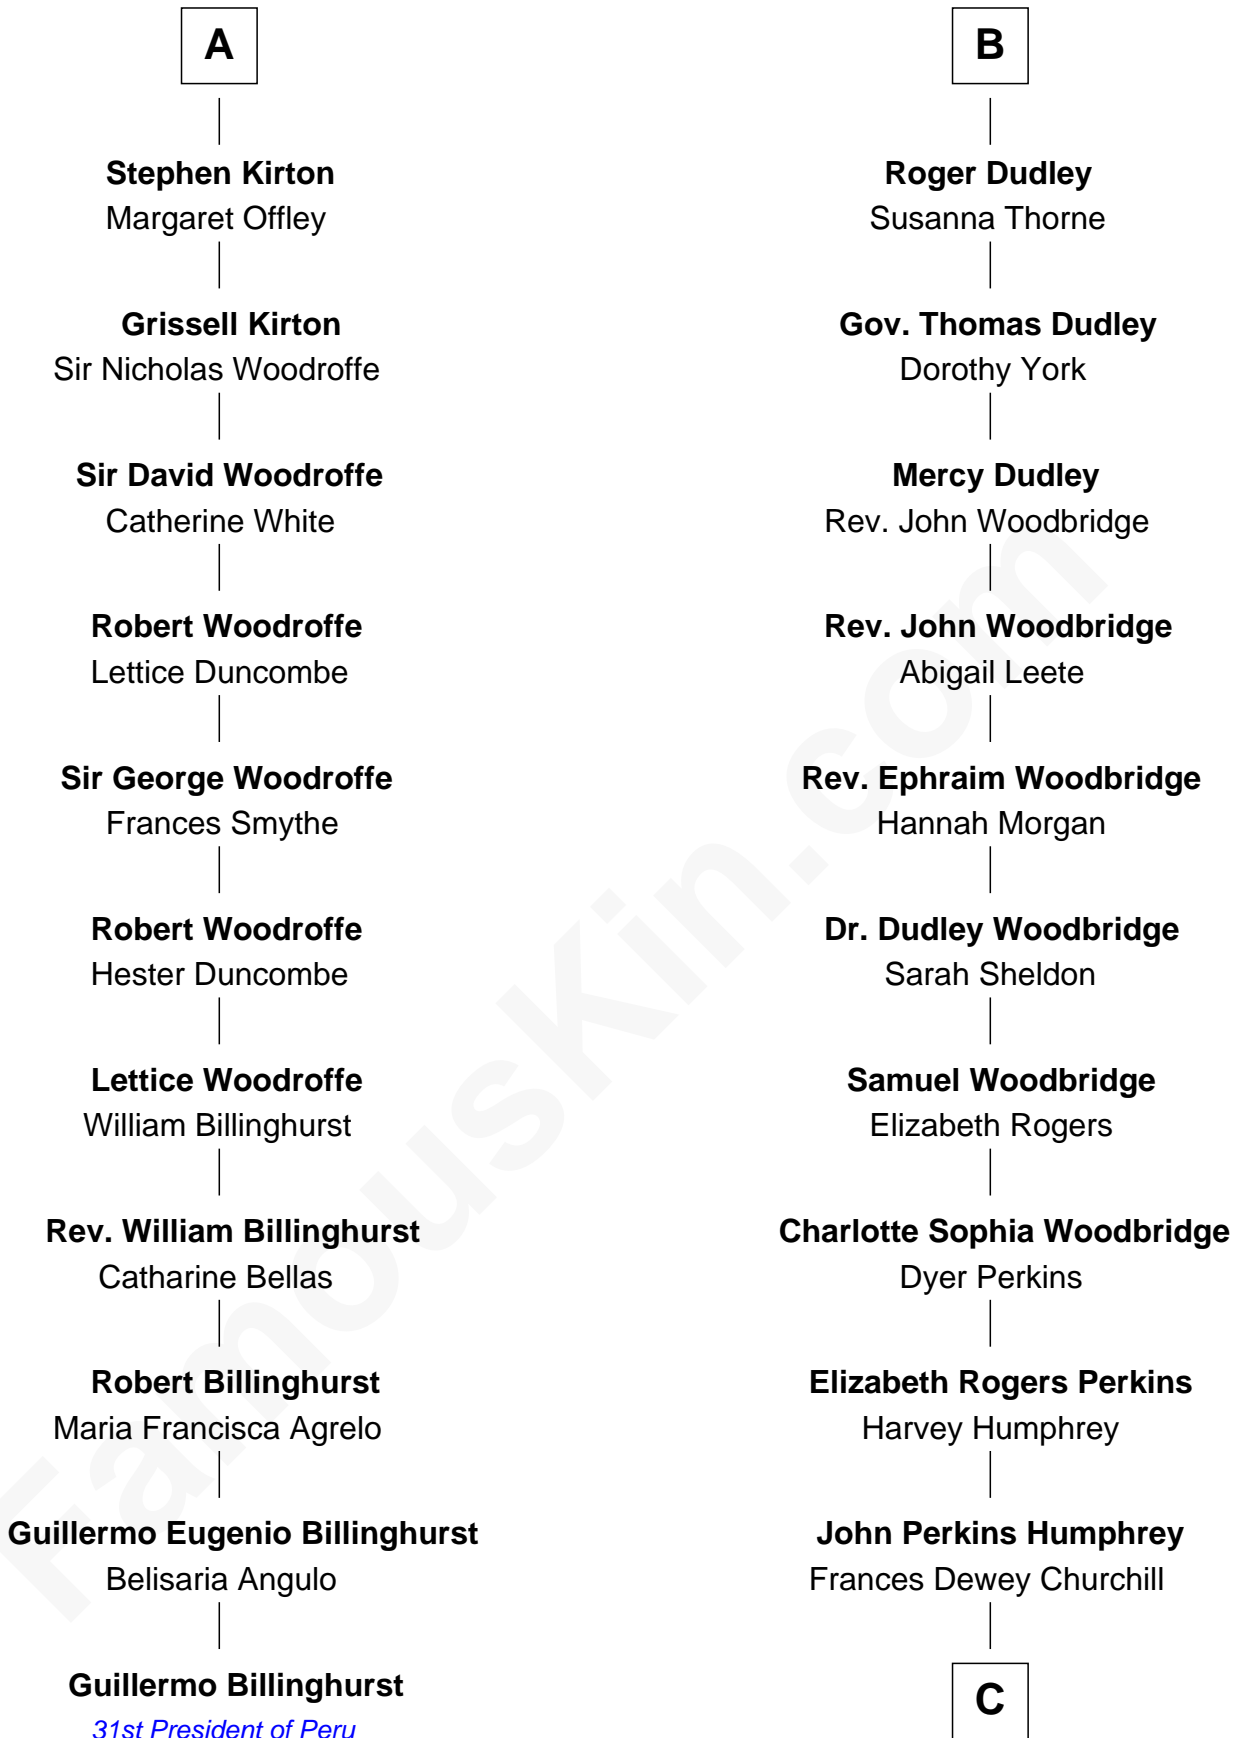 A
Stephen Kirton
Margaret Offley
Grissell Kirton
Sir Nicholas Woodroffe
Sir David Woodroffe
Catherine White
Robert Woodroffe
Lettice Duncombe
Sir George Woodroffe
Frances Smythe
Robert Woodroffe
Hester Duncombe
Lettice Woodroffe
William Billinghurst
Rev. William Billinghurst
Catharine Bellas
Robert Billinghurst
Maria Francisca Agrelo
Guillermo Eugenio Billinghurst
Belisaria Angulo
Guillermo Billinghurst
31st President of Peru
B
Roger Dudley
Susanna Thorne
Gov. Thomas Dudley
Dorothy York
Mercy Dudley
Rev. John Woodbridge
Rev. John Woodbridge
Abigail Leete
Rev. Ephraim Woodbridge
Hannah Morgan
Dr. Dudley Woodbridge
Sarah Sheldon
Samuel Woodbridge
Elizabeth Rogers
Charlotte Sophia Woodbridge
Dyer Perkins
Elizabeth Rogers Perkins
Harvey Humphrey
John Perkins Humphrey
Frances Dewey Churchill
C
FamousKin.com